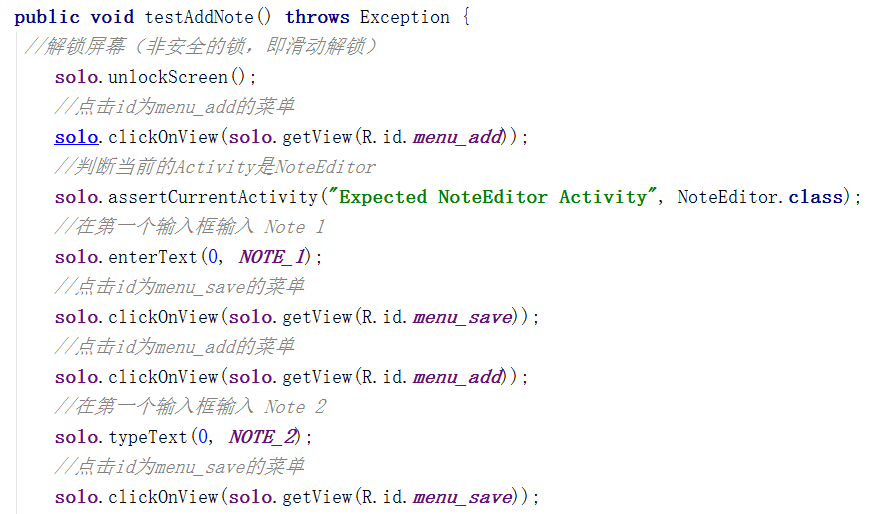 public void testAddNote() throws Exception {
//解锁屏幕（非安全的锁，即滑动解锁）
solo.unlockScreen();
//点击id为menu_add的菜单
solo.clickOnView(solo.getView(R.id.menu_add));
//判断当前的Activity是NoteEditor
solo.assertCurrentActivity("Expected NoteEditor Activity", NoteEditor.class);
//在第一个输入框输入 Note 1
solo.enterText(0, NOTE_1);
//点击id为menu_save的菜单
solo.clickOnView(solo.getView(R.id.menu_save));
//点击id为menu_add的菜单
solo.clickOnView(solo.getView(R.id.menu_add));
//在第一个输入框输入 Note 2
solo.typeText(0, NOTE_2);
//点击id为menu_save的菜单
solo.clickOnView(solo.getView(R.id.menu_save));